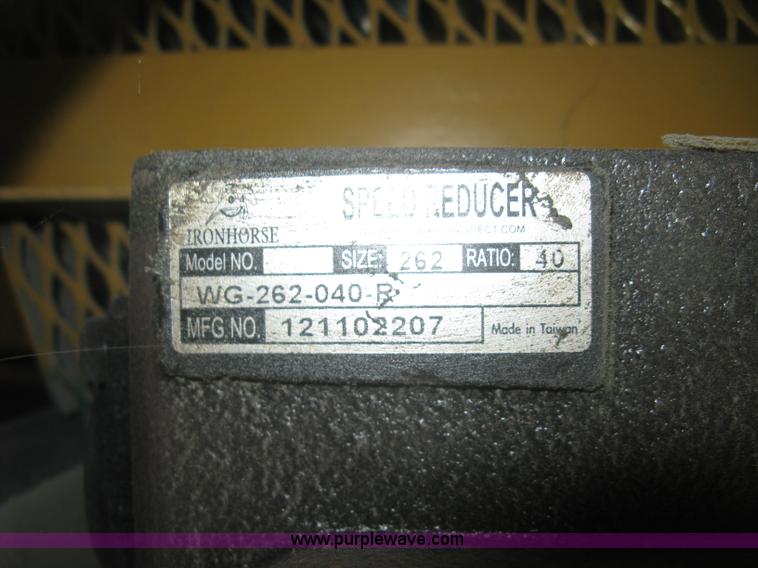 SPEED REDUCER
IRONHORSE
Model NO. SIZE: 262 RATIO: 40
WG-262-040-R
MFG.NO. 121102207 Made in Taiwan
www.purplewave.com